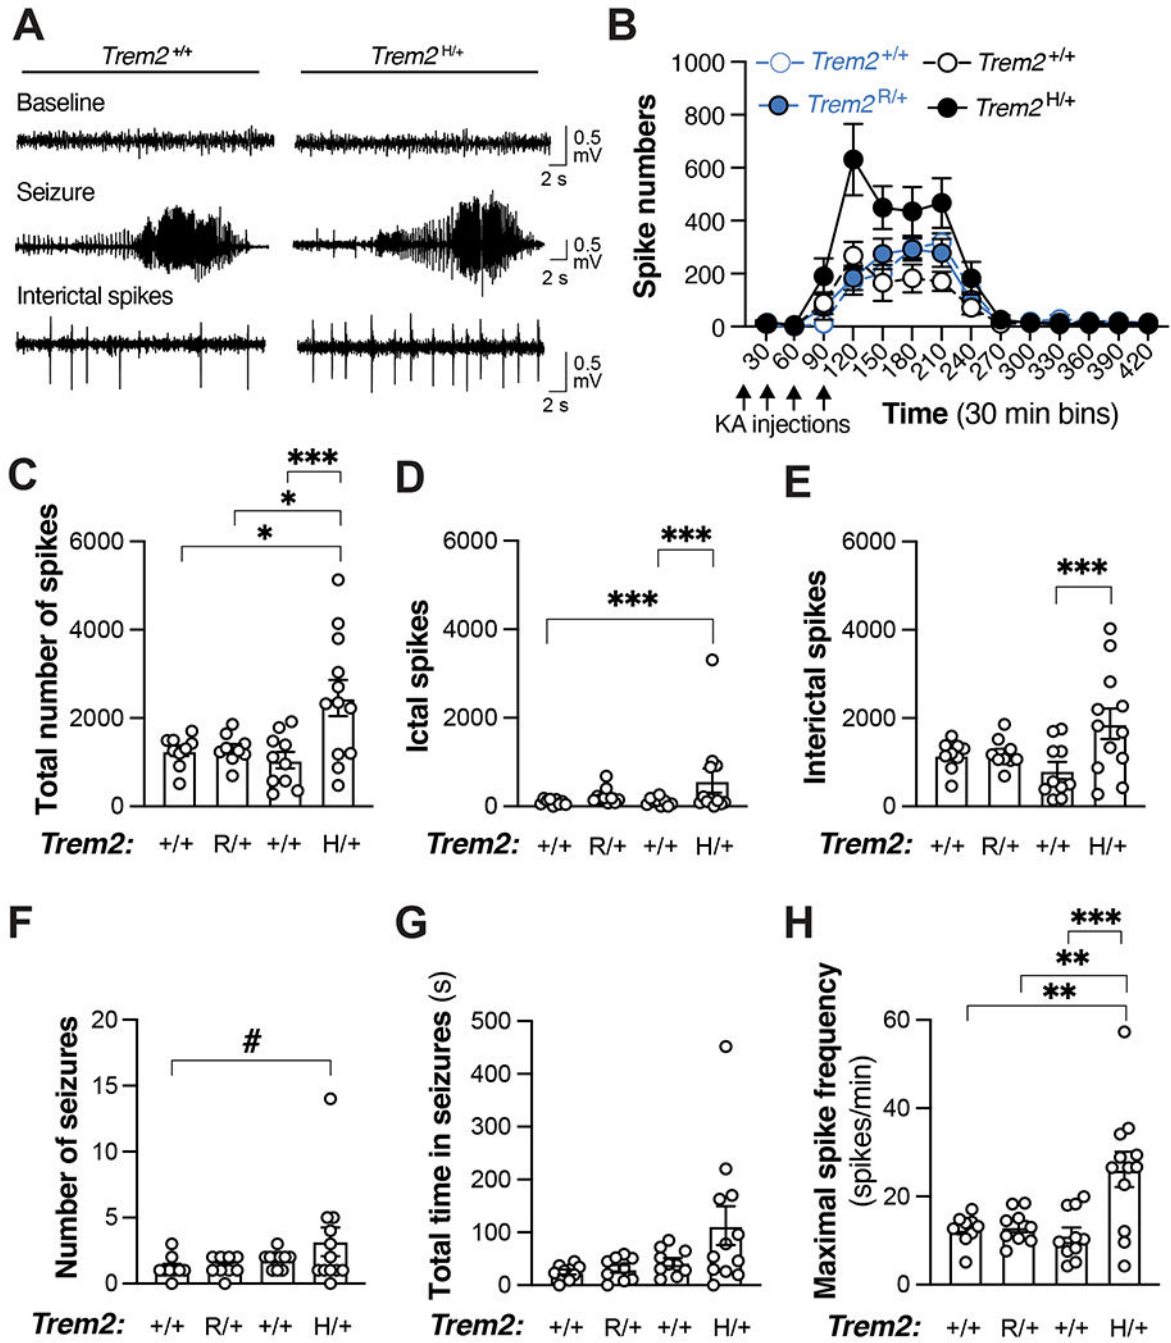 A
Trem2+/+
Trem2H/+
Baseline
0.5
mV
2 s
Seizure
0.5
mV
2 s
Interictal spikes
0.5
mV
2 s
B
Trem2+/+
Trem2+/+
Trem2R/+
Trem2H/+
Spike numbers
1000
800
600
400
200
0
30 60 90 120 150 180 210 240 270 300 330 360 390 420
KA injections
Time (30 min bins)
C
Total number of spikes
***
*
*
6000
4000
2000
0
Trem2: +/+ R/+ +/+ H/+
D
Ictal spikes
***
***
6000
4000
2000
0
Trem2: +/+ R/+ +/+ H/+
E
Interictal spikes
***
6000
4000
2000
0
Trem2: +/+ R/+ +/+ H/+
F
Number of seizures
#
20
15
10
5
0
Trem2: +/+ R/+ +/+ H/+
G
Total time in seizures (s)
500
400
300
200
100
0
Trem2: +/+ R/+ +/+ H/+
H
Maximal spike frequency
(spikes/min)
***
**
**
60
40
20
0
Trem2: +/+ R/+ +/+ H/+